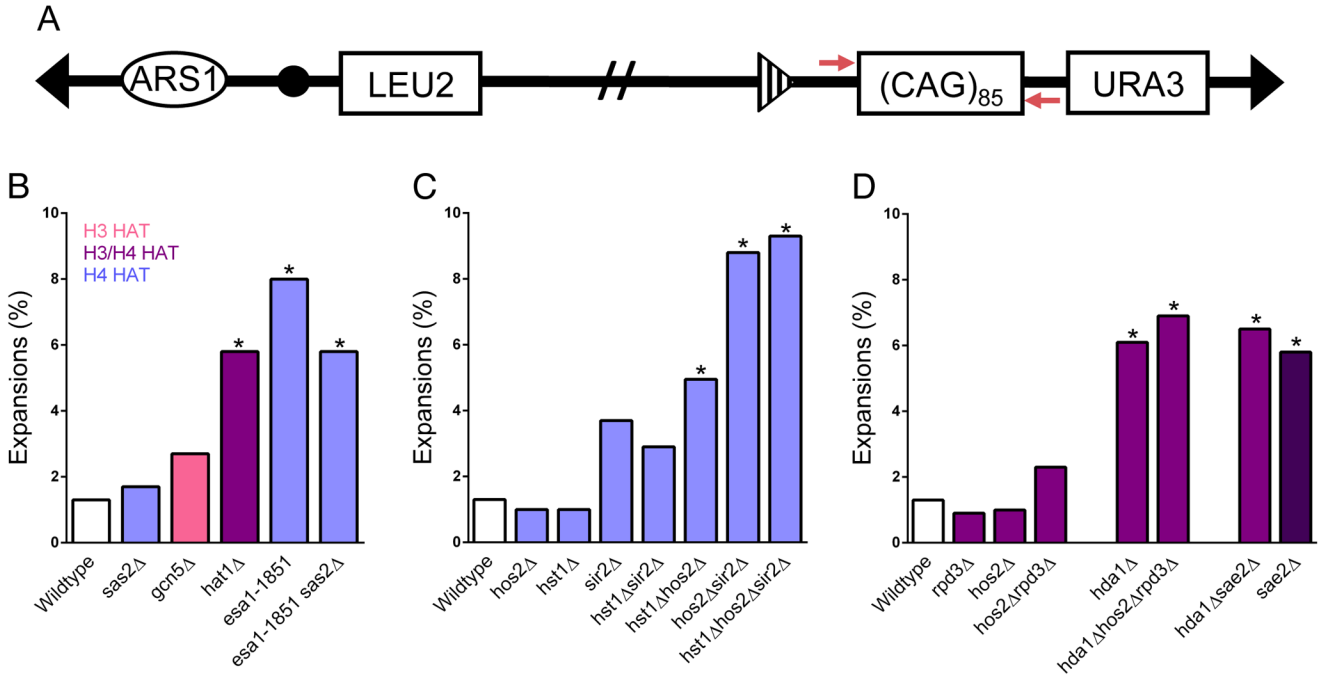 A
ARS1
LEU2
(CAG)85
URA3
B
Expansions (%)
10
8
6
4
2
0
H3 HAT
H3/H4 HAT
H4 HAT
*
*
*
Wildtype
sas2Δ
gcn5Δ
hat1Δ
esa1-1851
esa1-1851 sas2Δ
C
Expansions (%)
10
8
6
4
2
0
*
*
*
Wildtype
hos2Δ
hst1Δ
sir2Δ
hst1Δsir2Δ
hst1Δhos2Δ
hos2Δsir2Δ
hst1Δhos2Δsir2Δ
D
Expansions (%)
10
8
6
4
2
0
*
*
*
*
Wildtype
rpd3Δ
hos2Δ
hos2Δrpd3Δ
hda1Δ
hda1Δhos2Δrpd3Δ
hda1Δsae2Δ
sae2Δ